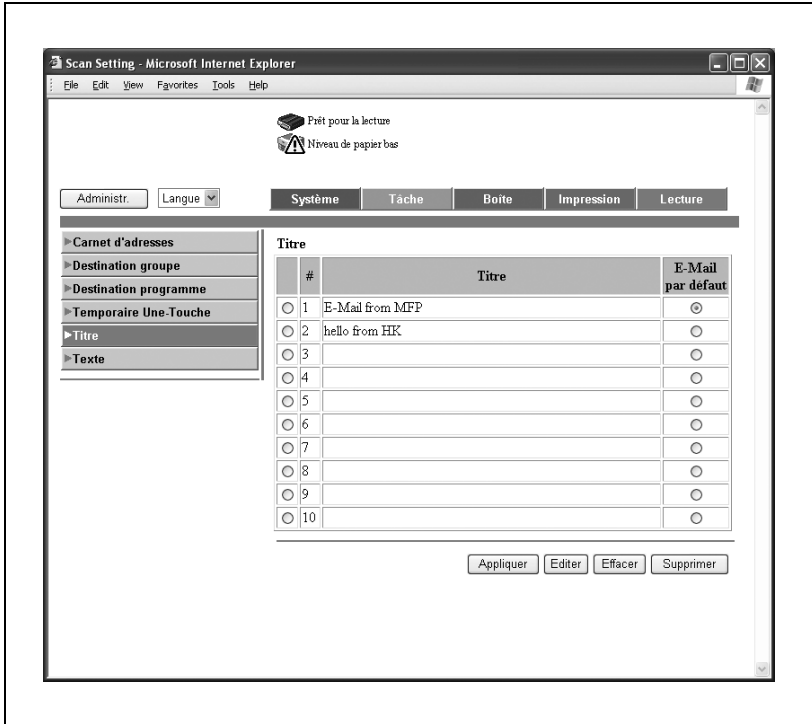 Scan Setting - Microsoft Internet Explorer
File Edit View Favorites Tools Help
Prêt pour la lecture
Niveau de papier bas
Administr. Langue
Système Tâche Boîte Impression Lecture
Carnet d'adresses
Destination groupe
Destination programme
Temporaire Une-Touche
Titre
Texte
Titre
# Titre E-Mail par défaut
1 E-Mail from MFP
2 hello from HK
3
4
5
6
7
8
9
10
Appliquer Editer Effacer Supprimer